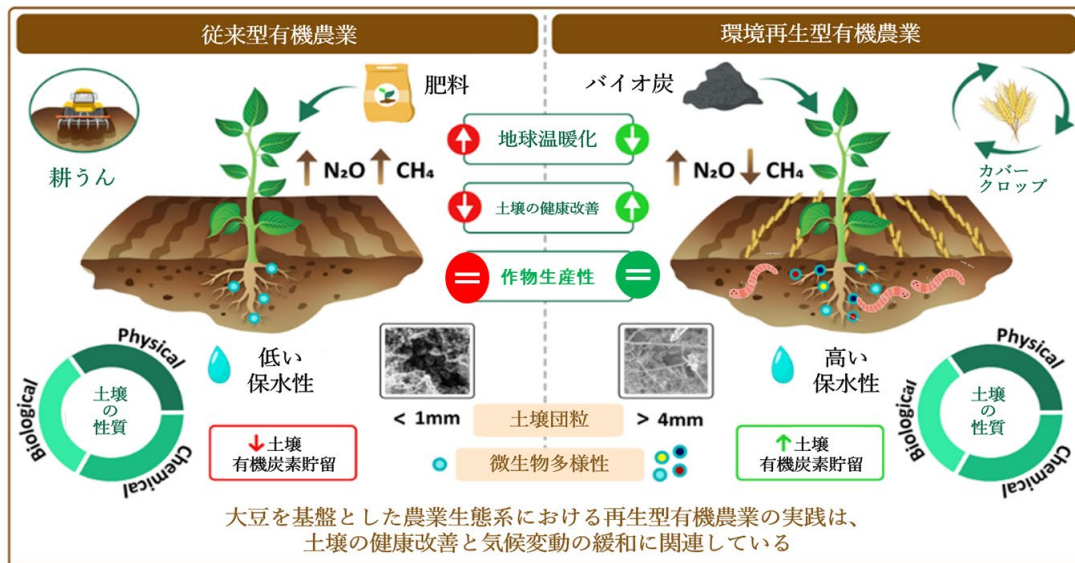 従来型有機農業
環境再生型有機農業
耕うん
肥料
N₂O CH₄
地球温暖化
土壌の健康改善
作物生産性
バイオ炭
N₂O CH₄
カバー
クロップ
Physical
Biological
Chemical
土壌
の
性質
低い
保水性
< 1mm
土壌団粒
> 4mm
微生物多様性
高い
保水性
土壌
有機炭素貯留
土壌
有機炭素貯留
Physical
Biological
Chemical
土壌
の
性質
大豆を基盤とした農業生態系における再生型有機農業の実践は、
土壌の健康改善と気候変動の緩和に関連している